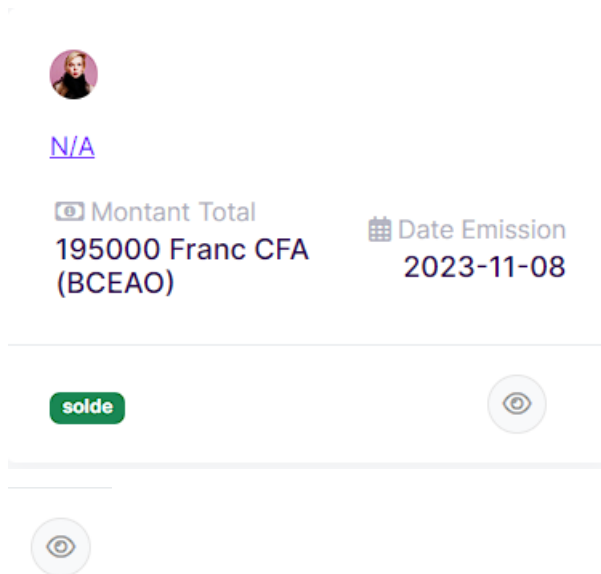 N/A
Montant Total
195000 Franc CFA
(BCEAO)
Date Emission
2023-11-08
solde